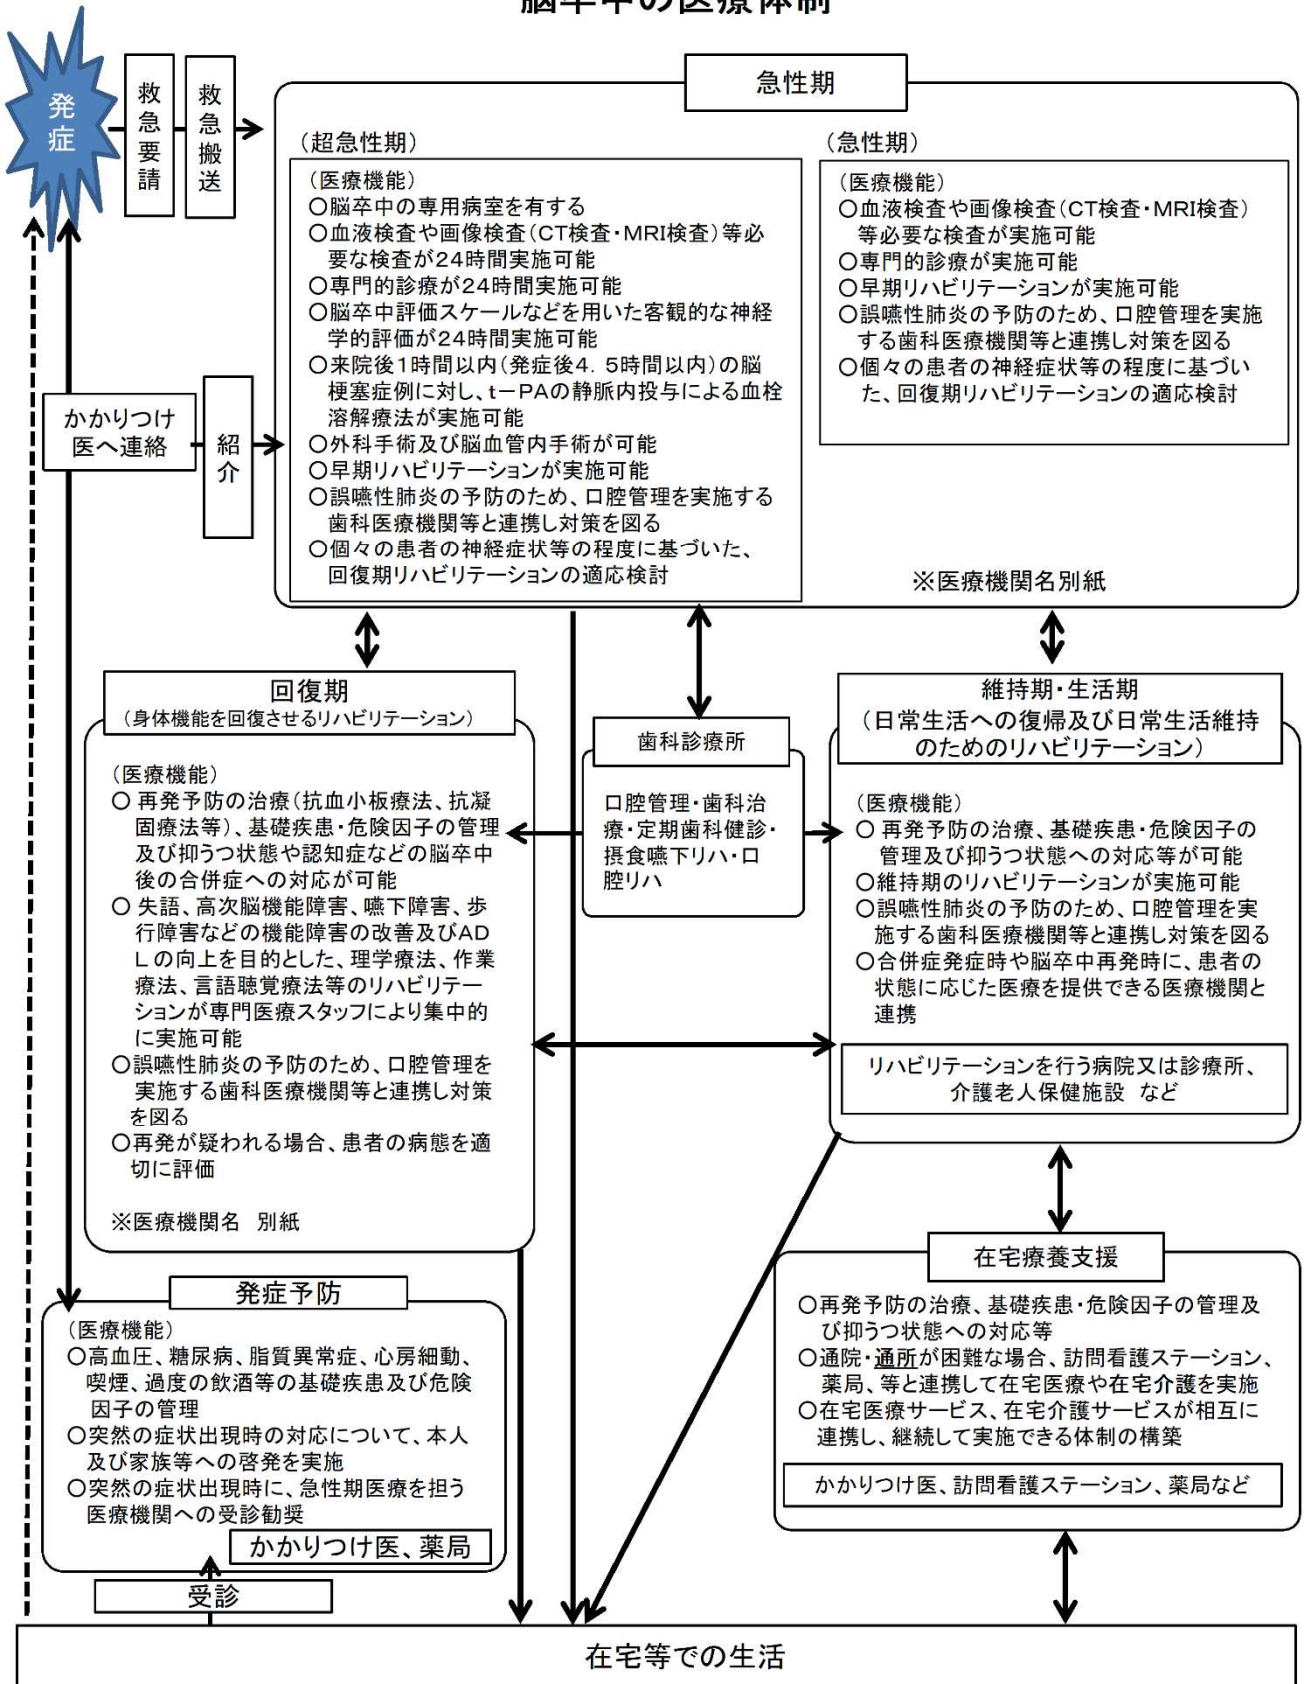 脳卒中の医療体制
発症
救急要請
救急搬送
急性期
（超急性期）
（医療機能）
○脳卒中の専用病室を有する
○血液検査や画像検査（CT検査・MRI検査）等必
要な検査が24時間実施可能
○専門的診療が24時間実施可能
○脳卒中評価スケールなどを用いた客観的な神経
学的評価が24時間実施可能
○来院後1時間以内（発症後4．5時間以内）の脳
梗塞症例に対し、t－PAの静脈内投与による血栓
溶解療法が実施可能
○外科手術及び脳血管内手術が可能
○早期リハビリテーションが実施可能
○誤嚥性肺炎の予防のため、口腔管理を実施する
歯科医療機関等と連携し対策を図る
○個々の患者の神経症状等の程度に基づいた、
回復期リハビリテーションの適応検討
（急性期）
（医療機能）
○血液検査や画像検査（CT検査・MRI検査）
等必要な検査が実施可能
○専門的診療が実施可能
○早期リハビリテーションが実施可能
○誤嚥性肺炎の予防のため、口腔管理を実施
する歯科医療機関等と連携し対策を図る
○個々の患者の神経症状等の程度に基づい
た、回復期リハビリテーションの適応検討
※医療機関名別紙
かかりつけ
医へ連絡
紹介
回復期
（身体機能を回復させるリハビリテーション）
（医療機能）
○ 再発予防の治療（抗血小板療法、抗凝
固療法等）、基礎疾患・危険因子の管理
及び抑うつ状態や認知症などの脳卒中
後の合併症への対応が可能
○ 失語、高次脳機能障害、嚥下障害、歩
行障害などの機能障害の改善及びAD
Lの向上を目的とした、理学療法、作業
療法、言語聴覚療法等のリハビリテー
ションが専門医療スタッフにより集中的
に実施可能
○誤嚥性肺炎の予防のため、口腔管理を
実施する歯科医療機関等と連携し対策
を図る
○再発が疑われる場合、患者の病態を適
切に評価
※医療機関名　別紙
歯科診療所
口腔管理・歯科治
療・定期歯科健診・
摂食嚥下リハ・口
腔リハ
維持期・生活期
（日常生活への復帰及び日常生活維持
のためのリハビリテーション）
（医療機能）
○ 再発予防の治療、基礎疾患・危険因子の
管理及び抑うつ状態への対応等が可能
○維持期のリハビリテーションが実施可能
○誤嚥性肺炎の予防のため、口腔管理を実
施する歯科医療機関等と連携し対策を図る
○合併症発症時や脳卒中再発時に、患者の
状態に応じた医療を提供できる医療機関と
連携
リハビリテーションを行う病院又は診療所、
介護老人保健施設 など
発症予防
（医療機能）
○高血圧、糖尿病、脂質異常症、心房細動、
喫煙、過度の飲酒等の基礎疾患及び危険
因子の管理
○突然の症状出現時の対応について、本人
及び家族等への啓発を実施
○突然の症状出現時に、急性期医療を担う
医療機関への受診勧奨
かかりつけ医、薬局
受診
在宅療養支援
○再発予防の治療、基礎疾患・危険因子の管理及
び抑うつ状態への対応等
○通院・通所が困難な場合、訪問看護ステーション、
薬局、等と連携して在宅医療や在宅介護を実施
○在宅医療サービス、在宅介護サービスが相互に
連携し、継続して実施できる体制の構築
かかりつけ医、訪問看護ステーション、薬局など
在宅等での生活